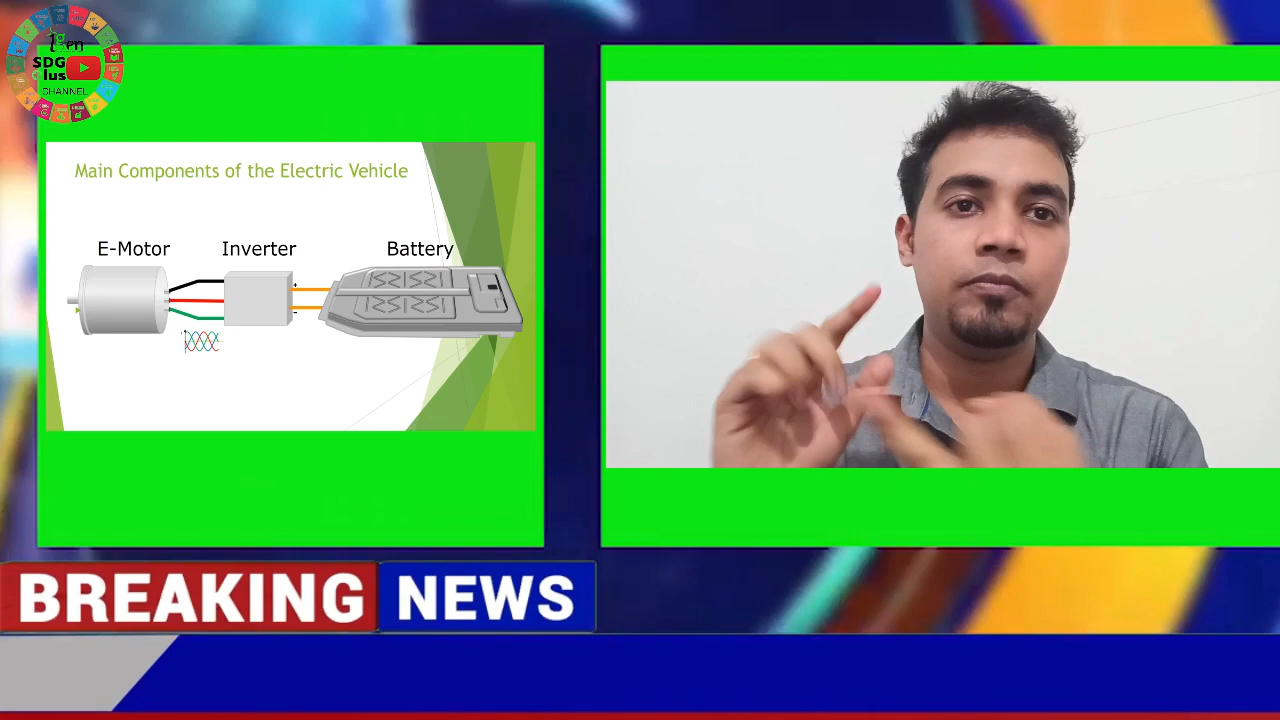 SDG
lus
CHANNEL
Main Components of the Electric Vehicle
E-Motor Inverter Battery
+
-
BREAKING NEWS